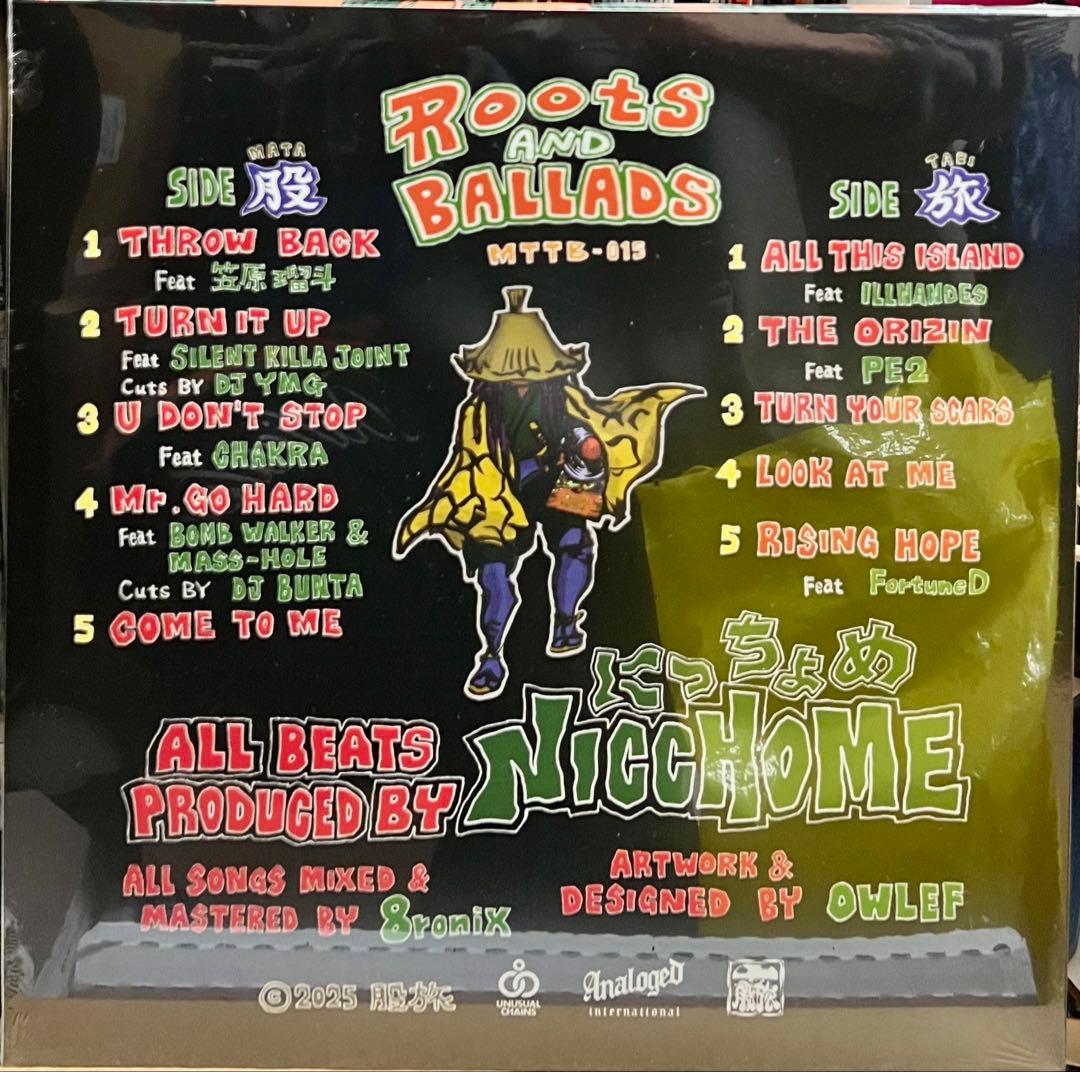 Roots
AND
BALLADS
MTTB-015
MATA
SIDE 股
1 THROW BACK
Feat 笠原瑠斗
2 TURN IT UP
Feat SILENT KILLA JOINT
Cuts BY DJ YMG
3 U DON'T STOP
Feat CHAKRA
4 Mr. GO HARD
Feat BOMB WALKER &
MASS-HOLE
Cuts BY DJ BUNTA
5 COME TO ME
TABI
SIDE 旅
1 ALL THIS ISLAND
Feat ILLNANDES
2 THE ORIZIN
Feat PE2
3 TURN YOUR SCARS
4 LOOK AT ME
5 RISING HOPE
Feat FortuneD
にっちょめ
ALL BEATS
PRODUCED BY NICCHOME
ALL SONGS MIXED &
MASTERED BY 8roniX
ARTWORK &
DESIGNED BY OWLEF
©2025 股旅
UNUSUAL
CHAINS
Analoged
international